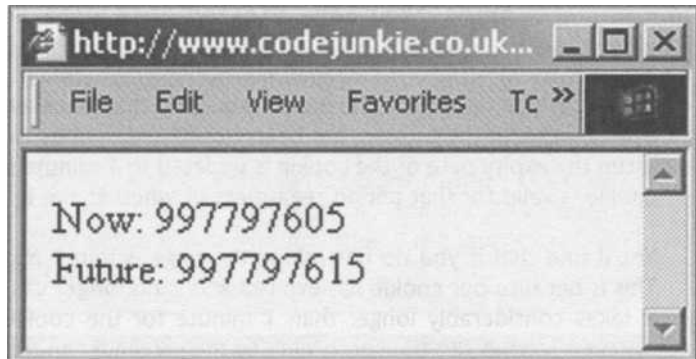 http://www.codejunkie.co.uk...
File Edit View Favorites Tc »
Now: 997797605
Future: 997797615